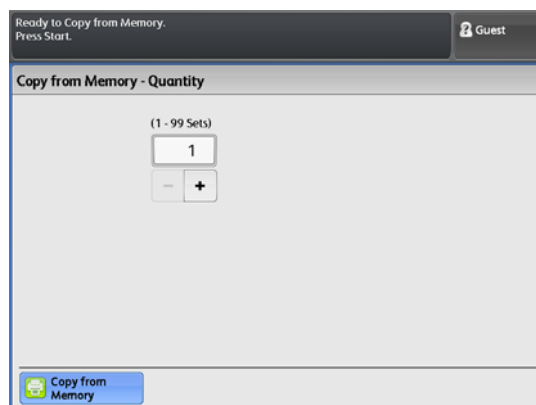 Ready to Copy from Memory.
Press Start.
Guest
Copy from Memory - Quantity
(1 - 99 Sets)
1
− +
Copy from
Memory